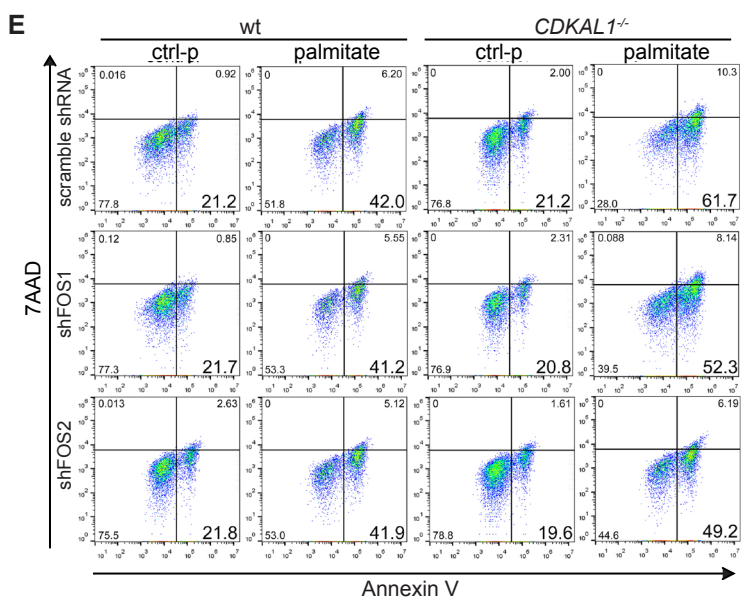 E
wt CDKAL1-/-
ctrl-p palmitate ctrl-p palmitate
scramble shRNA
0.016 0.92 0 6.20 0 2.00 0 10.3
77.8 21.2 51.8 42.0 76.8 21.2 28.0 61.7
7AAD
shFOS1
0.12 0.85 0 5.55 0 2.31 0.088 8.14
77.3 21.7 53.3 41.2 76.9 20.8 39.5 52.3
shFOS2
0.013 2.63 0 5.12 0 1.61 0 6.19
75.5 21.8 53.0 41.9 78.8 19.6 44.6 49.2
Annexin V